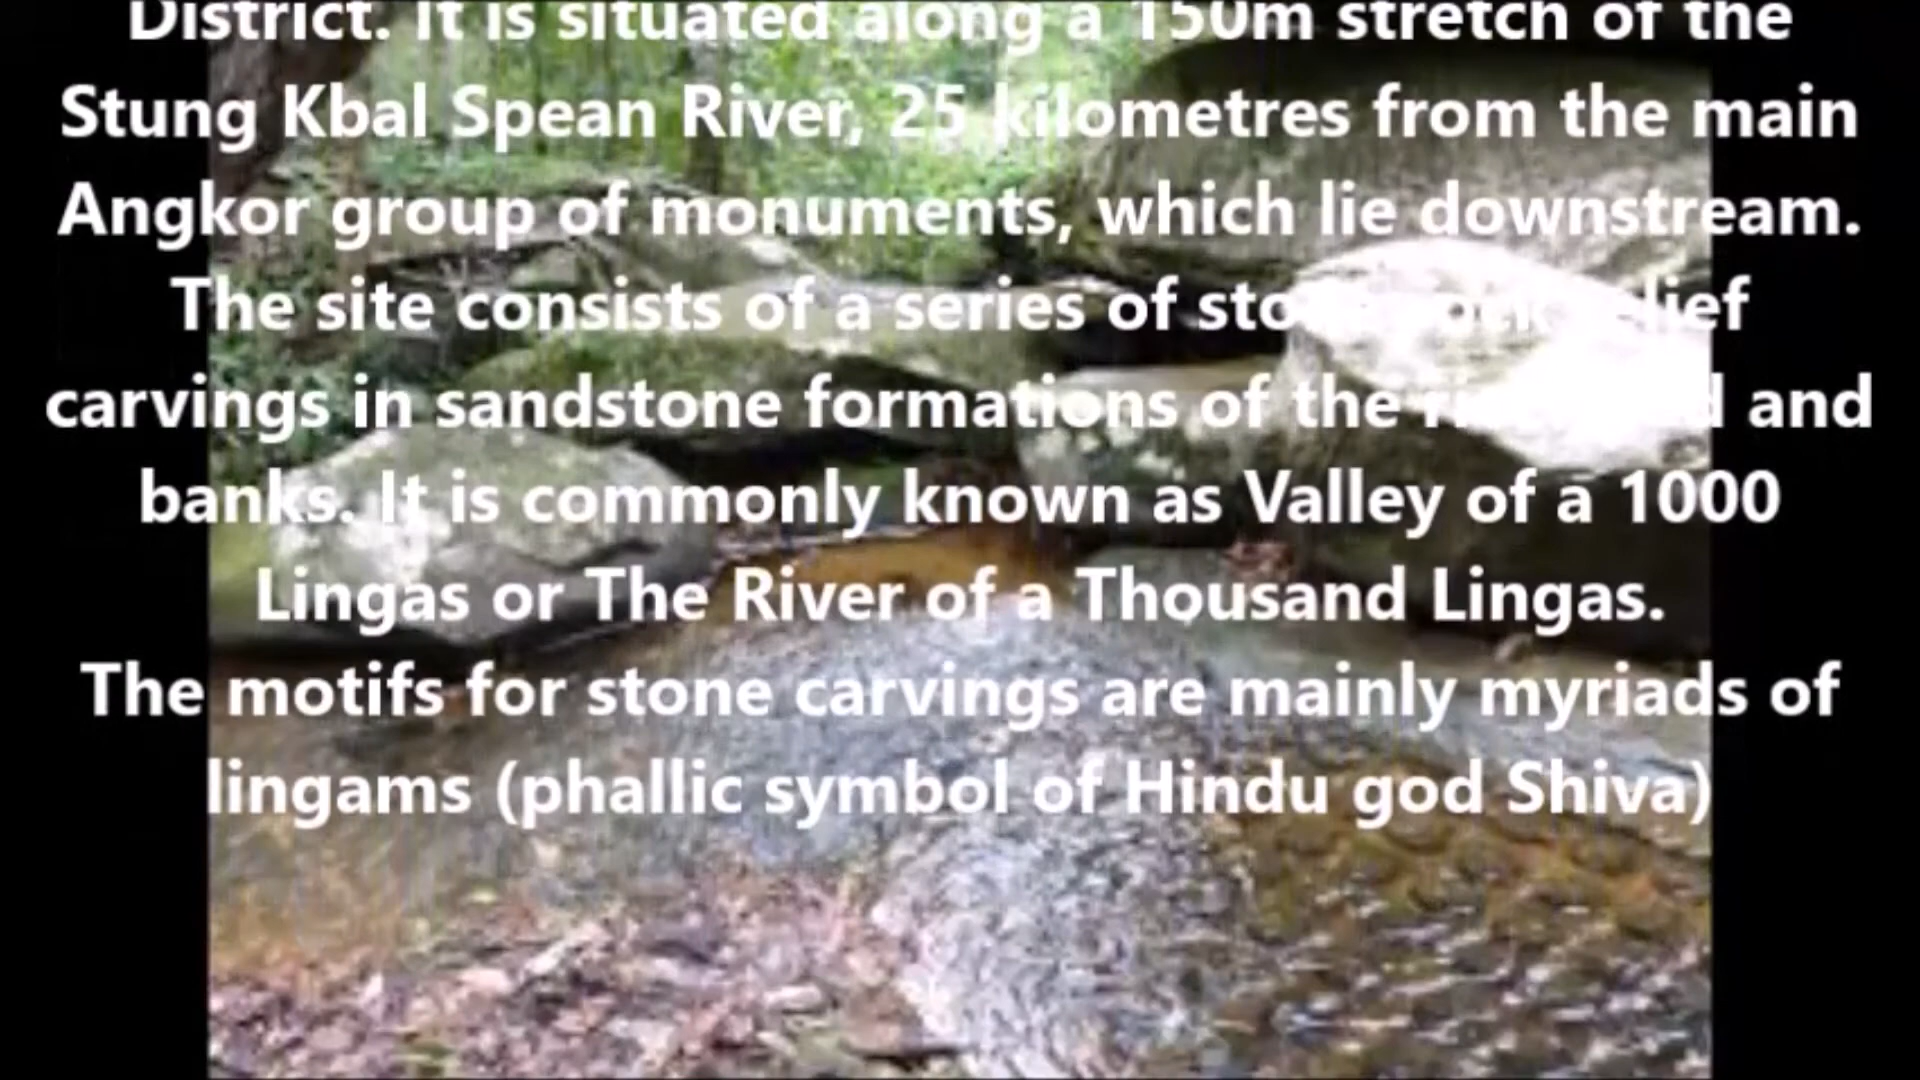 District. It is situated along a 150m stretch of the
Stung Kbal Spean River, 25 kilometres from the main
Angkor group of monuments, which lie downstream.
The site consists of a series of
carvings in sandstone formations of the and
banks. It is commonly known as Valley of a 1000
Lingas or The River of a Thousand Lingas.
The motifs for stone carvings are mainly myriads of
lingams (phallic symbol of Hindu god Shiva)